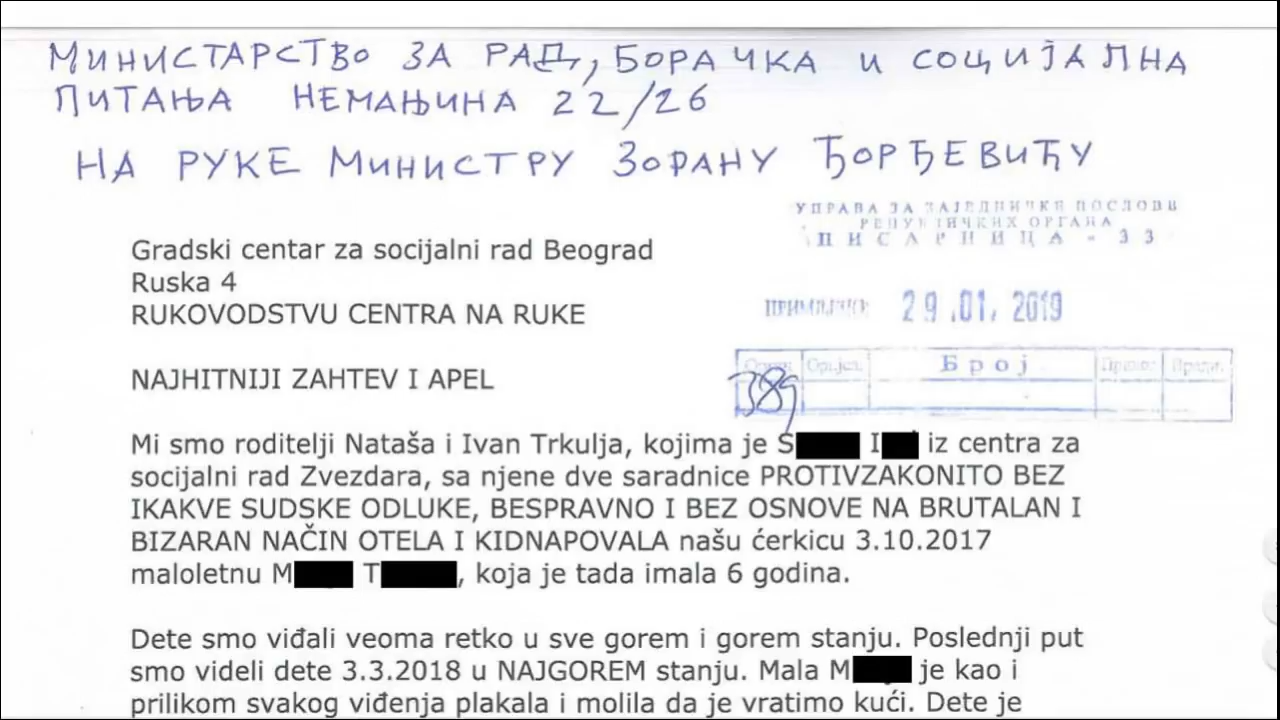 МИНИСТАРСТВО ЗА РАД, БОРАЧКА И СОЦИЈАЛНА
ПИТАЊА НЕМАЊИНА 22/26
НА РУКЕ МИНИСТРУ ЗОРАНУ ЂОРЂЕВИЋУ
УПРАВА ЗА ЗАЈЕДНИЧКЕ ПОСЛОВЕ
РЕПУБЛИЧКИХ ОРГАНА
ПИСАРНИЦА - 33
Gradski centar za socijalni rad Beograd
Ruska 4
RUKOVODSTVU CENTRA NA RUKE
ПРИМЉЕНО: 29.01.2019
Број
389
NAJHITNIJI ZAHTEV I APEL
Mi smo roditelji Nataša i Ivan Trkulja, kojima je S I iz centra za
socijalni rad Zvezdara, sa njene dve saradnice PROTIVZAKONITO BEZ
IKAKVE SUDSKE ODLUKE, BESPRAVNO I BEZ OSNOVE NA BRUTALAN I
BIZARAN NAČIN OTELA I KIDNAPOVALA našu ćerkicu 3.10.2017
maloletnu M T, koja je tada imala 6 godina.
Dete smo viđali veoma retko u sve gorem i gorem stanju. Poslednji put
smo videli dete 3.3.2018 u NAJGOREM stanju. Mala M je kao i
prilikom svakog viđenja plakala i molila da je vratimo kući. Dete je